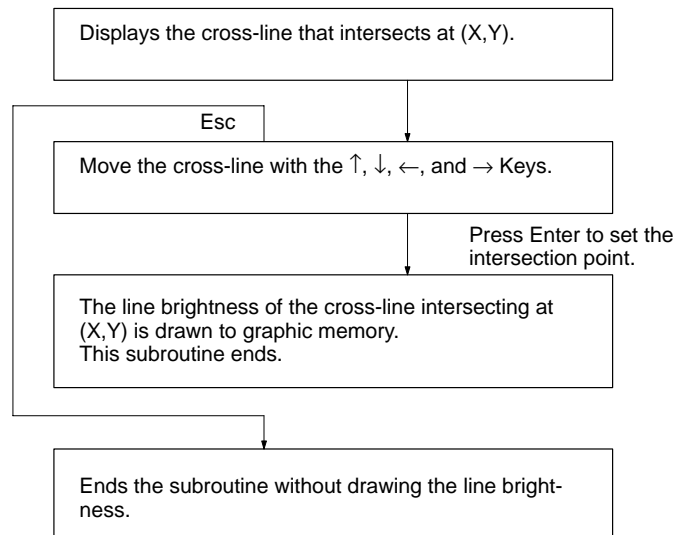 Displays the cross-line that intersects at (X,Y).
Esc
Move the cross-line with the ↑, ↓, ←, and → Keys.
Press Enter to set the
intersection point.
The line brightness of the cross-line intersecting at
(X,Y) is drawn to graphic memory.
This subroutine ends.
Ends the subroutine without drawing the line bright-
ness.